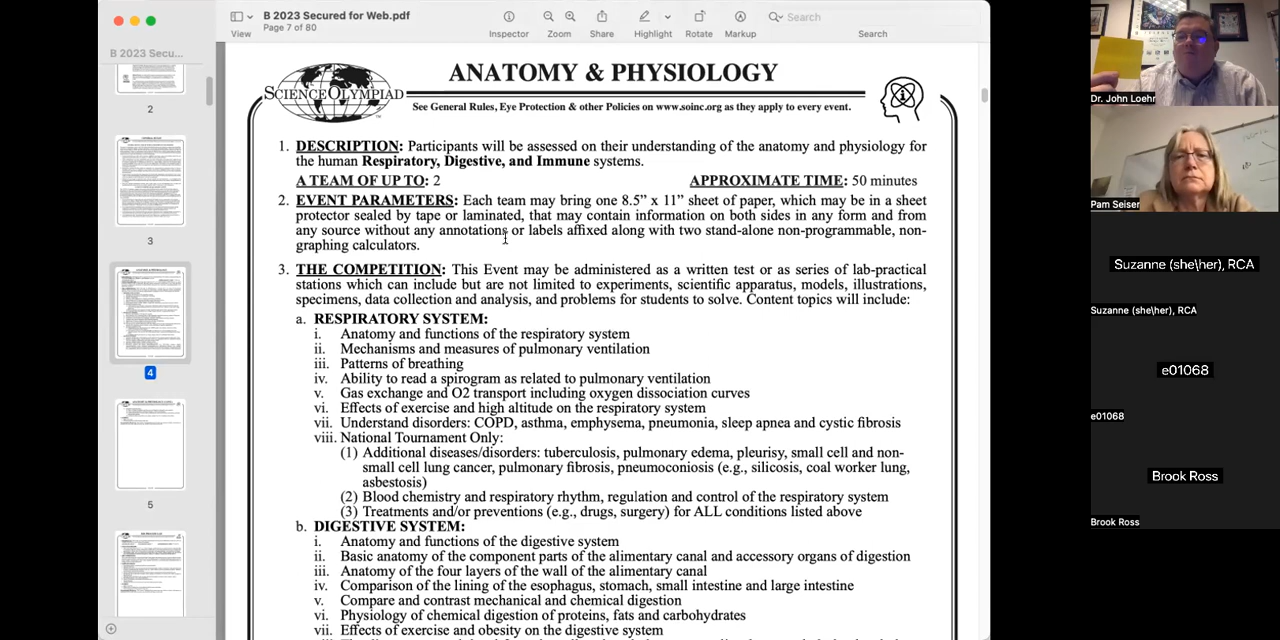 B 2023 Secured for Web.pdf
Page 7 of 80
View
Inspector
Zoom
Share
Highlight
Rotate
Markup
Search
Search
B 2023 Secu...
2
3
4
5
SCIENCE OLYMPIAD
ANATOMY & PHYSIOLOGY
See General Rules, Eye Protection & other Policies on www.soinc.org as they apply to every event.
1. DESCRIPTION: Participants will be assessed on their understanding of the anatomy and physiology for
the human Respiratory, Digestive, and Immune systems.
A TEAM OF UP TO: 2 APPROXIMATE TIME: 50 minutes
2. EVENT PARAMETERS: Each team may bring one 8.5” x 11” sheet of paper, which may be in a sheet
protector sealed by tape or laminated, that may contain information on both sides in any form and from
any source without any annotations or labels affixed along with two stand-alone non-programmable, non-
graphing calculators.
3. THE COMPETITION: This Event may be administered as a written test or as series of lab-practical
stations which can include but are not limited to experiments, scientific apparatus, models, illustrations,
specimens, data collection and analysis, and problems for students to solve. Content topics will include:
a. RESPIRATORY SYSTEM:
i. Anatomy and functions of the respiratory system
ii. Mechanisms and measures of pulmonary ventilation
iii. Patterns of breathing
iv. Ability to read a spirogram as related to pulmonary ventilation
v. Gas exchange and O2 transport including oxygen dissociation curves
vi. Effects of exercise and high altitude on the respiratory system
vii. Understand disorders: COPD, asthma, emphysema, pneumonia, sleep apnea and cystic fibrosis
viii. National Tournament Only:
(1) Additional diseases/disorders: tuberculosis, pulmonary edema, pleurisy, small cell and non-
small cell lung cancer, pulmonary fibrosis, pneumoconiosis (e.g., silicosis, coal worker lung,
asbestosis)
(2) Blood chemistry and respiratory rhythm, regulation and control of the respiratory system
(3) Treatments and/or preventions (e.g., drugs, surgery) for ALL conditions listed above
b. DIGESTIVE SYSTEM:
i. Anatomy and functions of the digestive system
ii. Basic anatomy of the component parts of the alimentary canal and accessory organs of digestion
iii. Anatomy of the four layers of the wall of the alimentary canal
iv. Comparison of the lining of the esophagus, stomach, small intestine and large intestine
v. Compare and contrast mechanical and chemical digestion
vi. Physiology of chemical digestion of proteins, fats and carbohydrates
vii. Effects of exercise and obesity on the digestive system
Dr. John Loehr
Pam Seiser
Suzanne (she\her), RCA
Suzanne (she\her), RCA
e01068
e01068
Brook Ross
Brook Ross